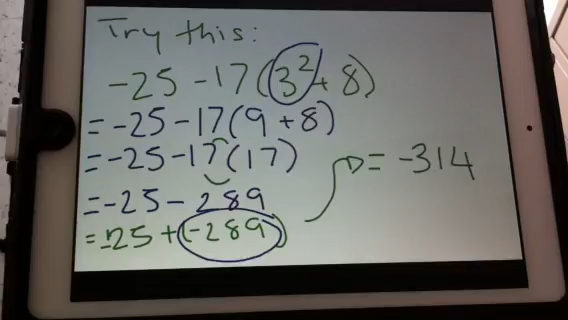 Try this:
-25 -17(3²+ 8)
= -25 -17(9 +8)
= -25 -17(17)
= -25 - 289
= -25 + (-289)
= -314